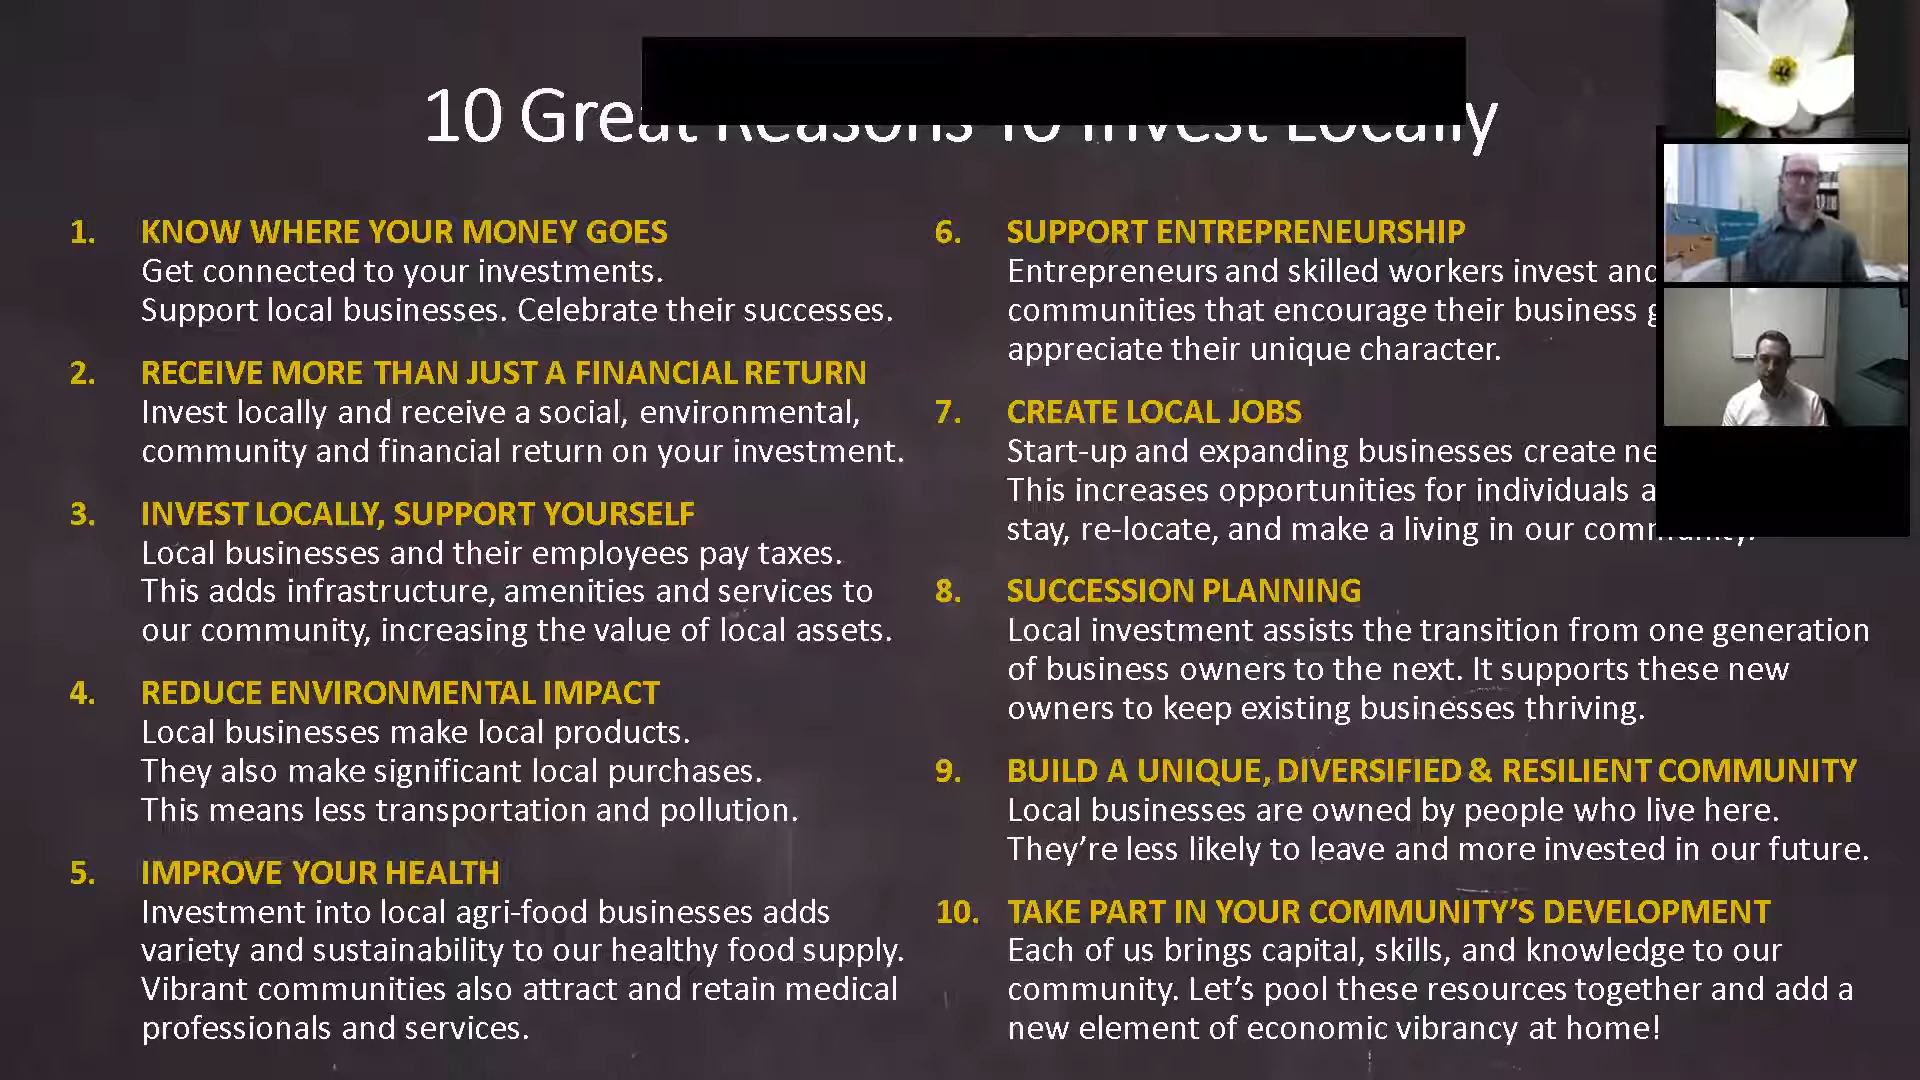 10 Great Reasons To Invest Locally
1. KNOW WHERE YOUR MONEY GOES
Get connected to your investments.
Support local businesses. Celebrate their successes.
2. RECEIVE MORE THAN JUST A FINANCIAL RETURN
Invest locally and receive a social, environmental,
community and financial return on your investment.
3. INVEST LOCALLY, SUPPORT YOURSELF
Local businesses and their employees pay taxes.
This adds infrastructure, amenities and services to
our community, increasing the value of local assets.
4. REDUCE ENVIRONMENTAL IMPACT
Local businesses make local products.
They also make significant local purchases.
This means less transportation and pollution.
5. IMPROVE YOUR HEALTH
Investment into local agri-food businesses adds
variety and sustainability to our healthy food supply.
Vibrant communities also attract and retain medical
professionals and services.
6. SUPPORT ENTREPRENEURSHIP
Entrepreneurs and skilled workers invest and
communities that encourage their business
appreciate their unique character.
7. CREATE LOCAL JOBS
Start-up and expanding businesses create
This increases opportunities for individuals
stay, re-locate, and make a living in our community.
8. SUCCESSION PLANNING
Local investment assists the transition from one generation
of business owners to the next. It supports these new
owners to keep existing businesses thriving.
9. BUILD A UNIQUE, DIVERSIFIED & RESILIENT COMMUNITY
Local businesses are owned by people who live here.
They’re less likely to leave and more invested in our future.
10. TAKE PART IN YOUR COMMUNITY’S DEVELOPMENT
Each of us brings capital, skills, and knowledge to our
community. Let’s pool these resources together and add a
new element of economic vibrancy at home!